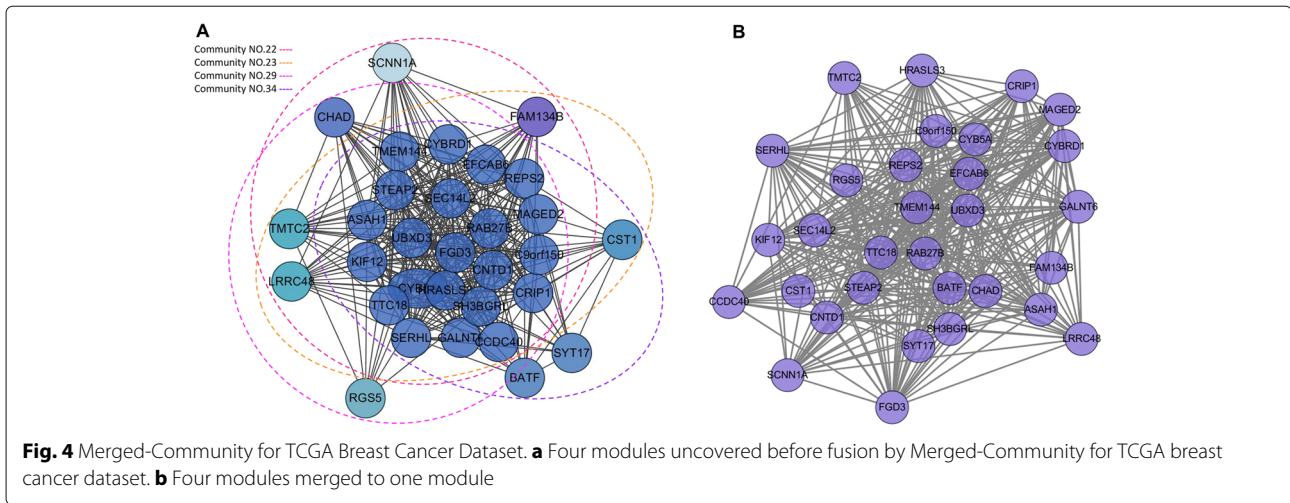 A
Community NO.22 ----
Community NO.23 ----
Community NO.29 ----
Community NO.34 ----
SCNN1A
CHAD
FAM134B
TMEM144
CYBRD1
EFCAB6
REPS2
STEAP2
SEC14L2
MAGED2
ASAH1
RAB27B
TMTC2
UBXD3
CST1
FGD3
C9orf150
KIF12
CNTD1
LRRC48
HRASLS
CRIP1
TTC18
SH3BGRL
SERHL
CCDC40
SYT17
BATF
RGS5
B
HRASLS3
TMTC2
CRIP1
MAGED2
C9orf150
CYB5A
CYBRD1
SERHL
REPS2
EFCAB6
RGS5
TMEM144
UBXD3
GALNT6
SEC14L2
KIF12
TTC18
RAB27B
FAM134B
CST1
STEAP2
BATF
CHAD
CCDC40
ASAH1
CNTD1
SH3BGRL
LRRC48
SYT17
SCNN1A
FGD3
Fig. 4 Merged-Community for TCGA Breast Cancer Dataset. a Four modules uncovered before fusion by Merged-Community for TCGA breast
cancer dataset. b Four modules merged to one module